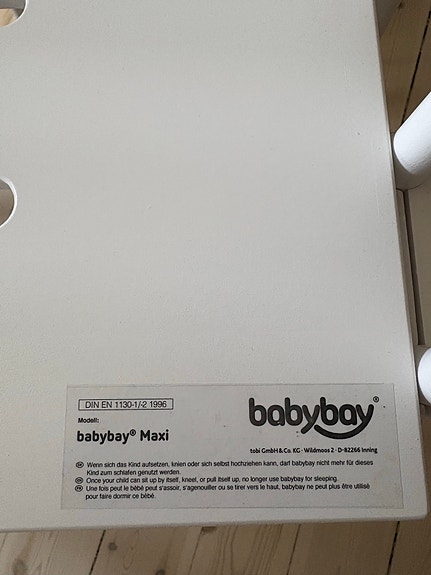 DIN EN 1130-1/-2 1996
babybay®
Modell:
babybay® Maxi
tobi GmbH & Co. KG · Wildmoos 2 · D-82266 Inning
DE Wenn sich das Kind aufsetzen, knien oder sich selbst hochziehen kann, darf babybay nicht mehr für dieses
Kind zum schlafen genutzt werden.
GB Once your child can sit up by itself, kneel, or pull itself up, no longer use babybay for sleeping.
FR Une fois peut le bébé peut s'assoir, s'agenouiller ou se tirer vers le haut, babybay ne peut plus être utilisé
pour faire dormir ce bébé.